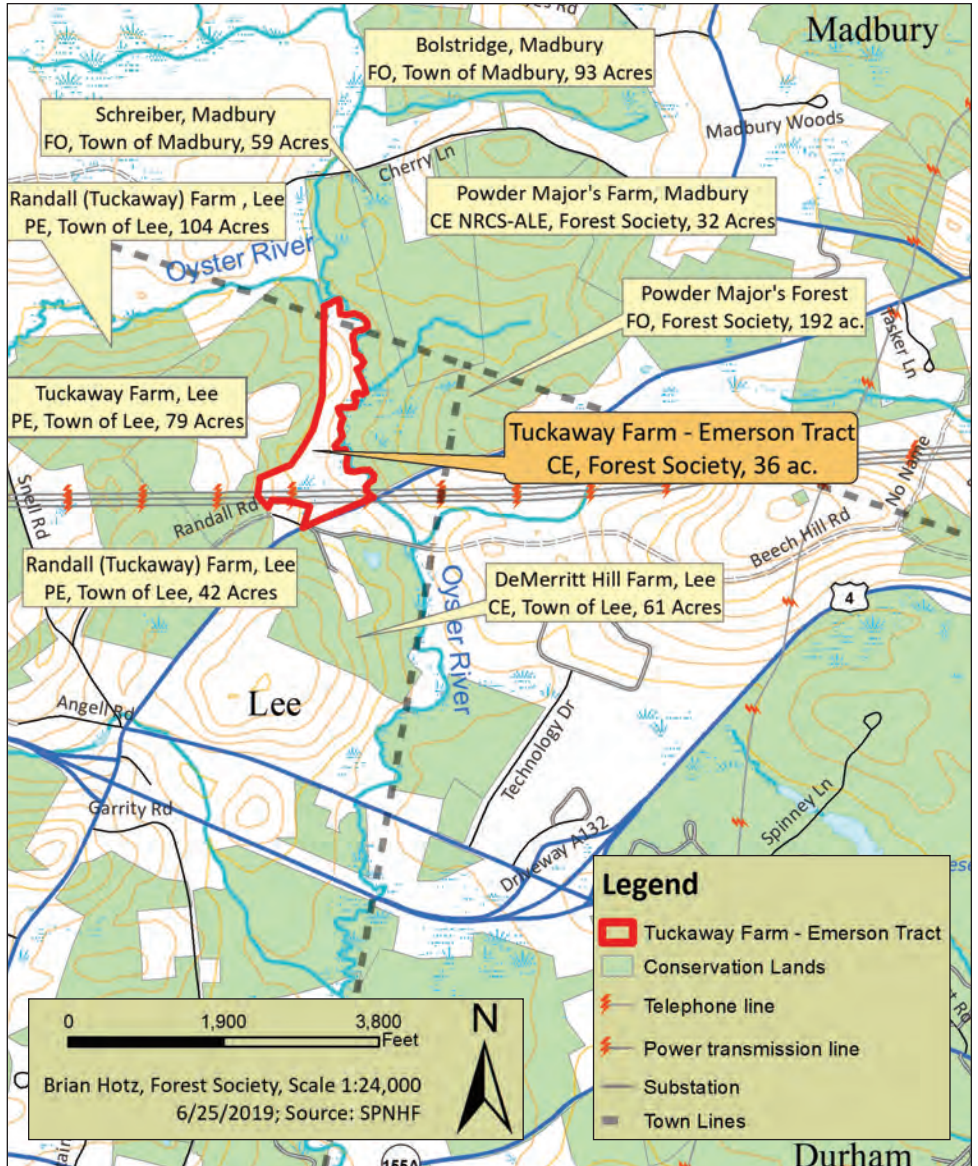 Madbury
Bolstridge, Madbury
FO, Town of Madbury, 93 Acres
Schreiber, Madbury
FO, Town of Madbury, 59 Acres
Madbury Woods
Cherry Ln
Randall (Tuckaway) Farm , Lee
PE, Town of Lee, 104 Acres
Powder Major's Farm, Madbury
CE NRCS-ALE, Forest Society, 32 Acres
Oyster River
Powder Major's Forest
FO, Forest Society, 192 ac.
Tasker Ln
Tuckaway Farm, Lee
PE, Town of Lee, 79 Acres
Tuckaway Farm - Emerson Tract
CE, Forest Society, 36 ac.
Snell Rd
No Name
Randall Rd
Beech Hill Rd
Randall (Tuckaway) Farm, Lee
PE, Town of Lee, 42 Acres
DeMerritt Hill Farm, Lee
CE, Town of Lee, 61 Acres
4
Oyster River
Lee
Angell Rd
Technology Dr
Garrity Rd
Spinney Ln
Driveway A132
Legend
Tuckaway Farm - Emerson Tract
Conservation Lands
Telephone line
Power transmission line
Substation
Town Lines
0 1,900 3,800
Feet
N
Brian Hotz, Forest Society, Scale 1:24,000
6/25/2019; Source: SPNHF
155A
Durham